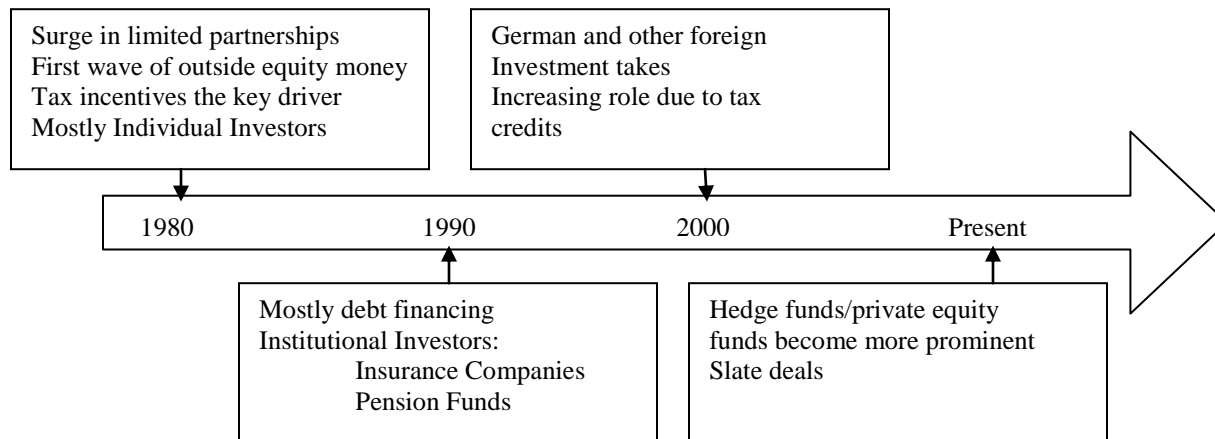 Surge in limited partnerships
First wave of outside equity money
Tax incentives the key driver
Mostly Individual Investors
German and other foreign
Investment takes
Increasing role due to tax
credits
1980
1990
2000
Present
Mostly debt financing
Institutional Investors:
Insurance Companies
Pension Funds
Hedge funds/private equity
funds become more prominent
Slate deals